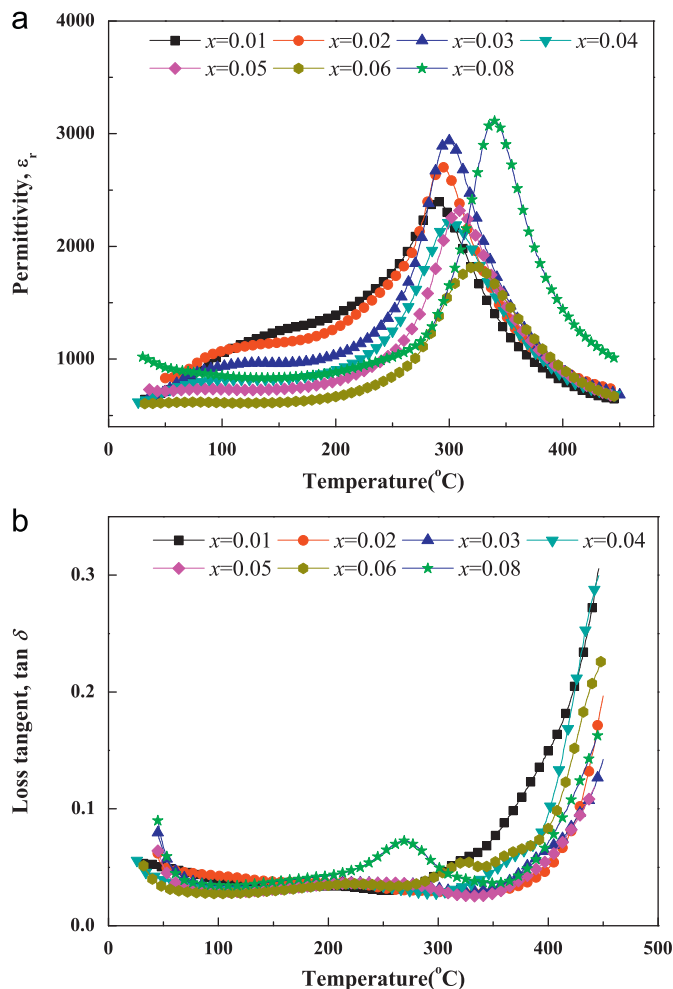 a
4000
x=0.01 x=0.02 x=0.03 x=0.04
x=0.05 x=0.06 x=0.08
3000
Permittivity, εr
2000
1000
0 100 200 300 400
Temperature(°C)
b
x=0.01 x=0.02 x=0.03 x=0.04
x=0.05 x=0.06 x=0.08
0.3
Loss tangent, tan δ
0.2
0.1
0.0
0 100 200 300 400 500
Temperature(°C)